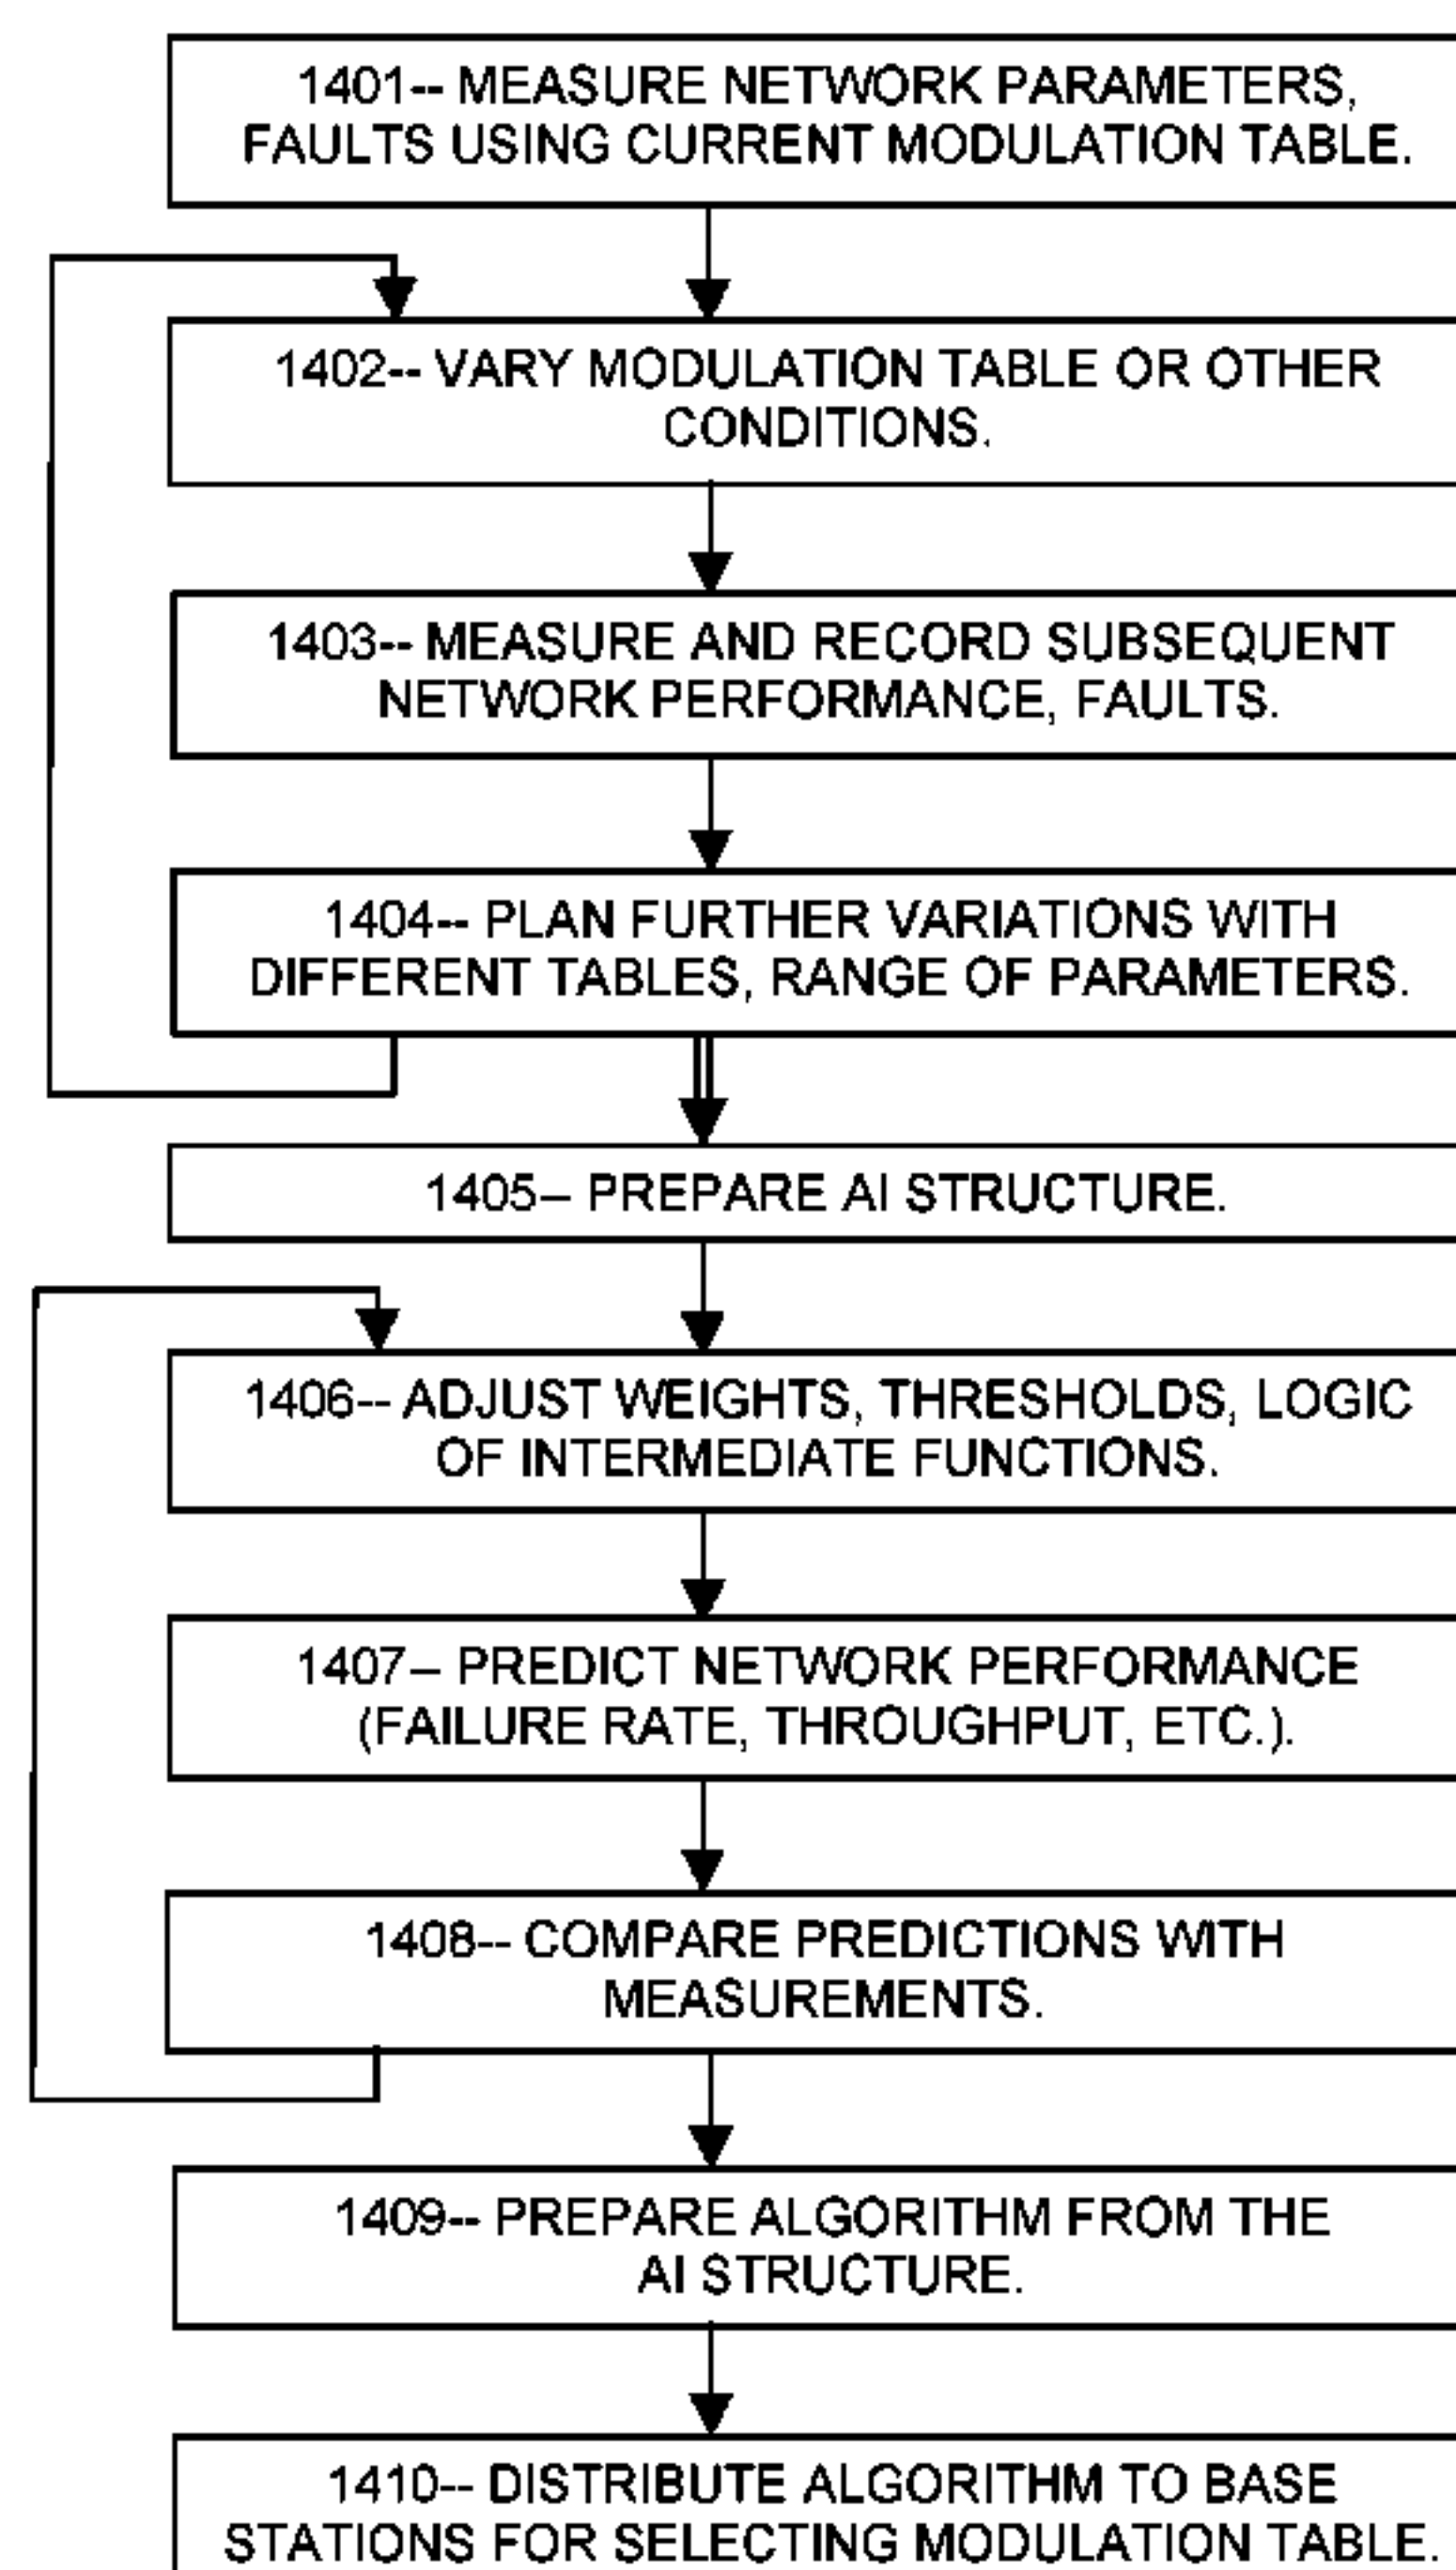 1401-- MEASURE NETWORK PARAMETERS,
FAULTS USING CURRENT MODULATION TABLE.
1402-- VARY MODULATION TABLE OR OTHER
CONDITIONS.
1403-- MEASURE AND RECORD SUBSEQUENT
NETWORK PERFORMANCE, FAULTS.
1404-- PLAN FURTHER VARIATIONS WITH
DIFFERENT TABLES, RANGE OF PARAMETERS.
1405– PREPARE AI STRUCTURE.
1406-- ADJUST WEIGHTS, THRESHOLDS, LOGIC
OF INTERMEDIATE FUNCTIONS.
1407– PREDICT NETWORK PERFORMANCE
(FAILURE RATE, THROUGHPUT, ETC.).
1408-- COMPARE PREDICTIONS WITH
MEASUREMENTS.
1409-- PREPARE ALGORITHM FROM THE
AI STRUCTURE.
1410-- DISTRIBUTE ALGORITHM TO BASE
STATIONS FOR SELECTING MODULATION TABLE.